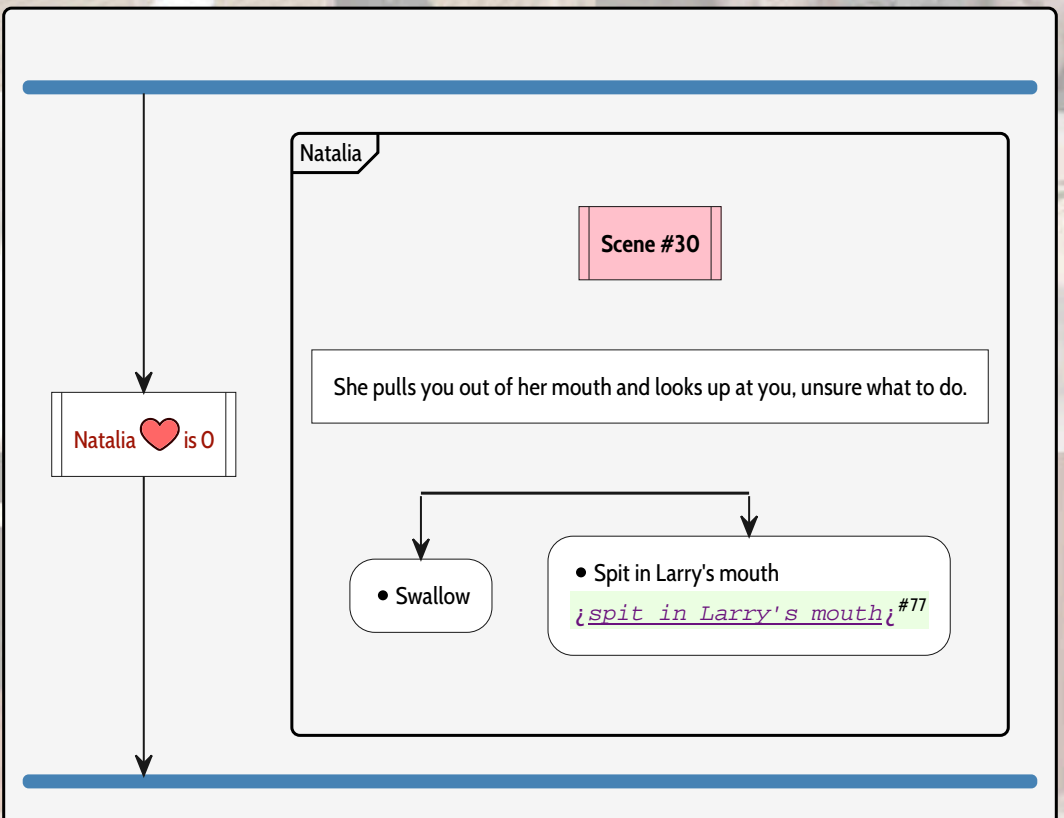 Natalia
Scene #30
She pulls you out of her mouth and looks up at you, unsure what to do.
Natalia is 0
• Swallow
• Spit in Larry's mouth
¿spit in Larry's mouth¿#77